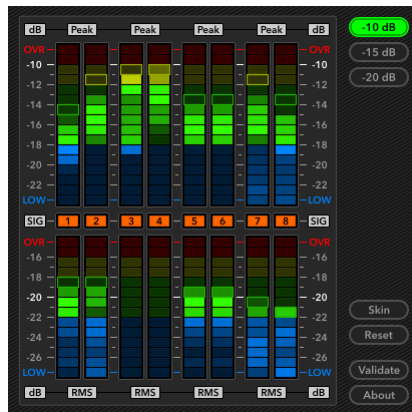 dB Peak Peak Peak Peak dB -10 dB
OVR OVR
-10 -10 -15 dB
-12 -12 -20 dB
-14 -14
-16 -16
-18 -18
-20 -20
-22 -22
LOW LOW
SIG 1 2 3 4 5 6 7 8 SIG
OVR OVR
-16 -16
-18 -18
-20 -20 Skin
-22 -22
-24 -24 Reset
-26 -26
LOW LOW Validate
dB RMS RMS RMS RMS dB About